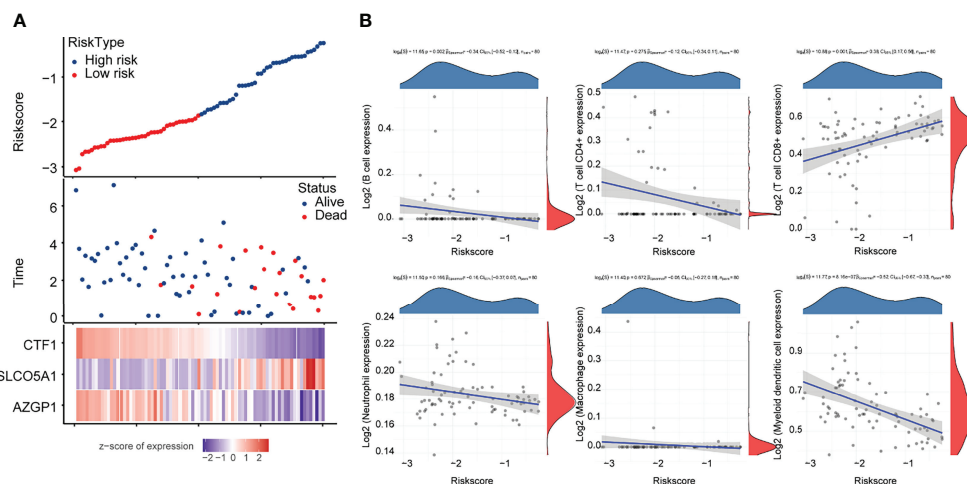 A
B
RiskType
High risk
Low risk
Riskscore
−1
−2
−3
Status
Alive
Dead
Time
6
4
2
0
CTF1
SLCO5A1
AZGP1
z-score of expression
−2 −1 0 1 2
Log2 (B cell expression)
0.4
0.2
0.0
−3 −2 −1
Riskscore
Log2 (T cell CD4+ expression)
0.5
0.4
0.3
0.2
0.1
0.0
−3 −2 −1
Riskscore
Log2 (T cell CD8+ expression)
0.6
0.4
0.2
0.0
−3 −2 −1
Riskscore
Log2 (Neutrophil expression)
0.24
0.22
0.20
0.18
0.16
0.14
−3 −2 −1
Riskscore
Log2 (Macrophage expression)
0.4
0.3
0.2
0.1
0.0
−3 −2 −1
Riskscore
Log2 (Myeloid dendritic cell expression)
0.9
0.7
0.5
−3 −2 −1
Riskscore